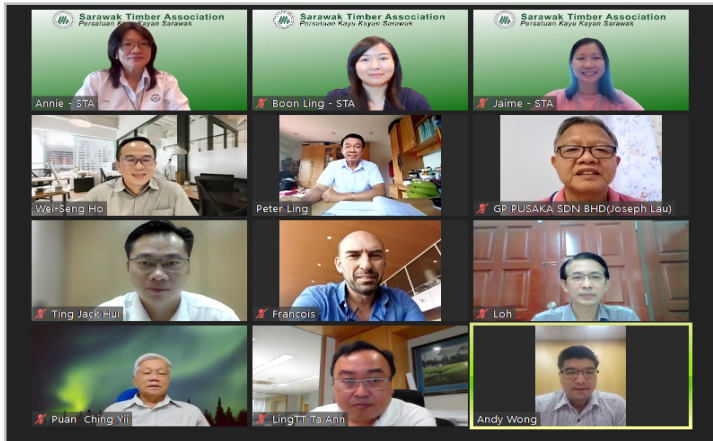 Sarawak Timber Association
Persatuan Kayu Kayan Sarawak
Sarawak Timber Association
Persatuan Kayu Kayan Sarawak
Sarawak Timber Association
Persatuan Kayu Kayan Sarawak
Annie - STA
Boon Ling - STA
Jaime - STA
Wei-Seng Ho
Peter Ling
GP PUSAKA SDN BHD(Joseph Lau)
Ting Jack Hui
Francois
Loh
Puan Ching Yii
LingTT Ta Ann
Andy Wong